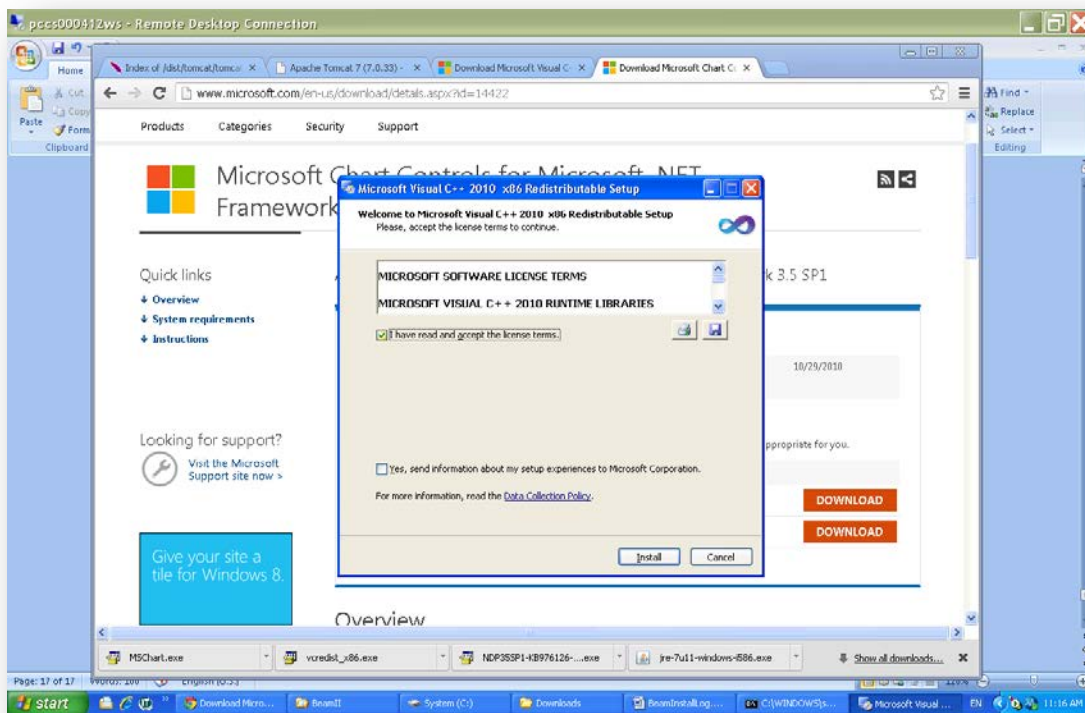 pccs000412ws - Remote Desktop Connection
Home
Cut
Copy
Form
Paste
Clipboard
Find
Replace
Select
Editing
Index of /dist/tomcat/tomca
Apache Tomcat 7 (7.0.33) -
Download Microsoft Visual C
Download Microsoft Chart C
www.microsoft.com/en-us/download/details.aspx?id=14422
Products Categories Security Support
Microsoft Chart Controls for Microsoft .NET
Framework
Quick links
Overview
System requirements
Instructions
k 3.5 SP1
10/29/2010
ppropriate for you.
DOWNLOAD
DOWNLOAD
Looking for support?
Visit the Microsoft
Support site now >
Give your site a
tile for Windows 8.
Overview
Microsoft Visual C++ 2010 x86 Redistributable Setup
Welcome to Microsoft Visual C++ 2010 x86 Redistributable Setup
Please, accept the license terms to continue.
MICROSOFT SOFTWARE LICENSE TERMS
MICROSOFT VISUAL C++ 2010 RUNTIME LIBRARIES
I have read and accept the license terms.
Yes, send information about my setup experiences to Microsoft Corporation.
For more information, read the Data Collection Policy.
Install Cancel
MSChart.exe
vcredist_x86.exe
NDP35SP1-KB976126-....exe
jre-7u11-windows-i586.exe
Show all downloads...
Page: 17 of 17
start
Download Micro...
BeamII
System (C:)
Downloads
BeamInstallLog....
C:\WINDOWS\s...
Microsoft Visual ...
EN
11:16 AM